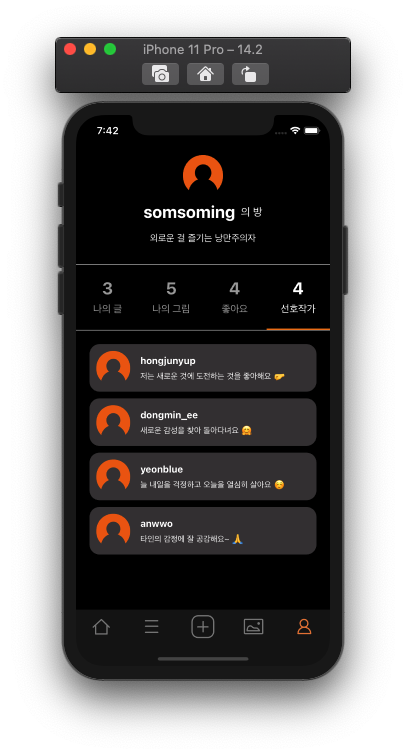 iPhone 11 Pro – 14.2
7:42
somsoming 의 방
외로운 걸 즐기는 낭만주의자
3 5 4 4
나의 글 나의 그림 좋아요 선호작가
hongjunyup
저는 새로운 것에 도전하는 것을 좋아해요 🤛
dongmin_ee
새로운 감성을 찾아 돌아다녀요 🤗
yeonblue
늘 내일을 걱정하고 오늘을 열심히 살아요 ☺️
anwwo
타인의 감정에 잘 공감해요~ 🙏